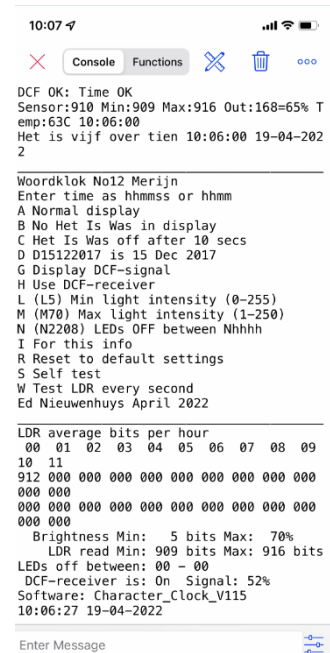 10:07
Console Functions
DCF OK: Time OK
Sensor:910 Min:909 Max:916 Out:168=65% T
emp:63C 10:06:00
Het is vijf over tien 10:06:00 19-04-202
2
Woordklok No12 Merijn
Enter time as hhmmss or hhmm
A Normal display
B No Het Is Was in display
C Het Is Was off after 10 secs
D D15122017 is 15 Dec 2017
G Display DCF-signal
H Use DCF-receiver
L (L5) Min light intensity (0-255)
M (M70) Max light intensity (1-250)
N (N2208) LEDs OFF between Nhhhh
I For this info
R Reset to default settings
S Self test
W Test LDR every second
Ed Nieuwenhuys April 2022
LDR average bits per hour
00 01 02 03 04 05 06 07 08 09
10 11
912 000 000 000 000 000 000 000 000 000
000 000
000 000 000 000 000 000 000 000 000 000
000 000
Brightness Min: 5 bits Max: 70%
LDR read Min: 909 bits Max: 916 bits
LEDs off between: 00 - 00
DCF-receiver is: On Signal: 52%
Software: Character_Clock_V115
10:06:27 19-04-2022
Enter Message